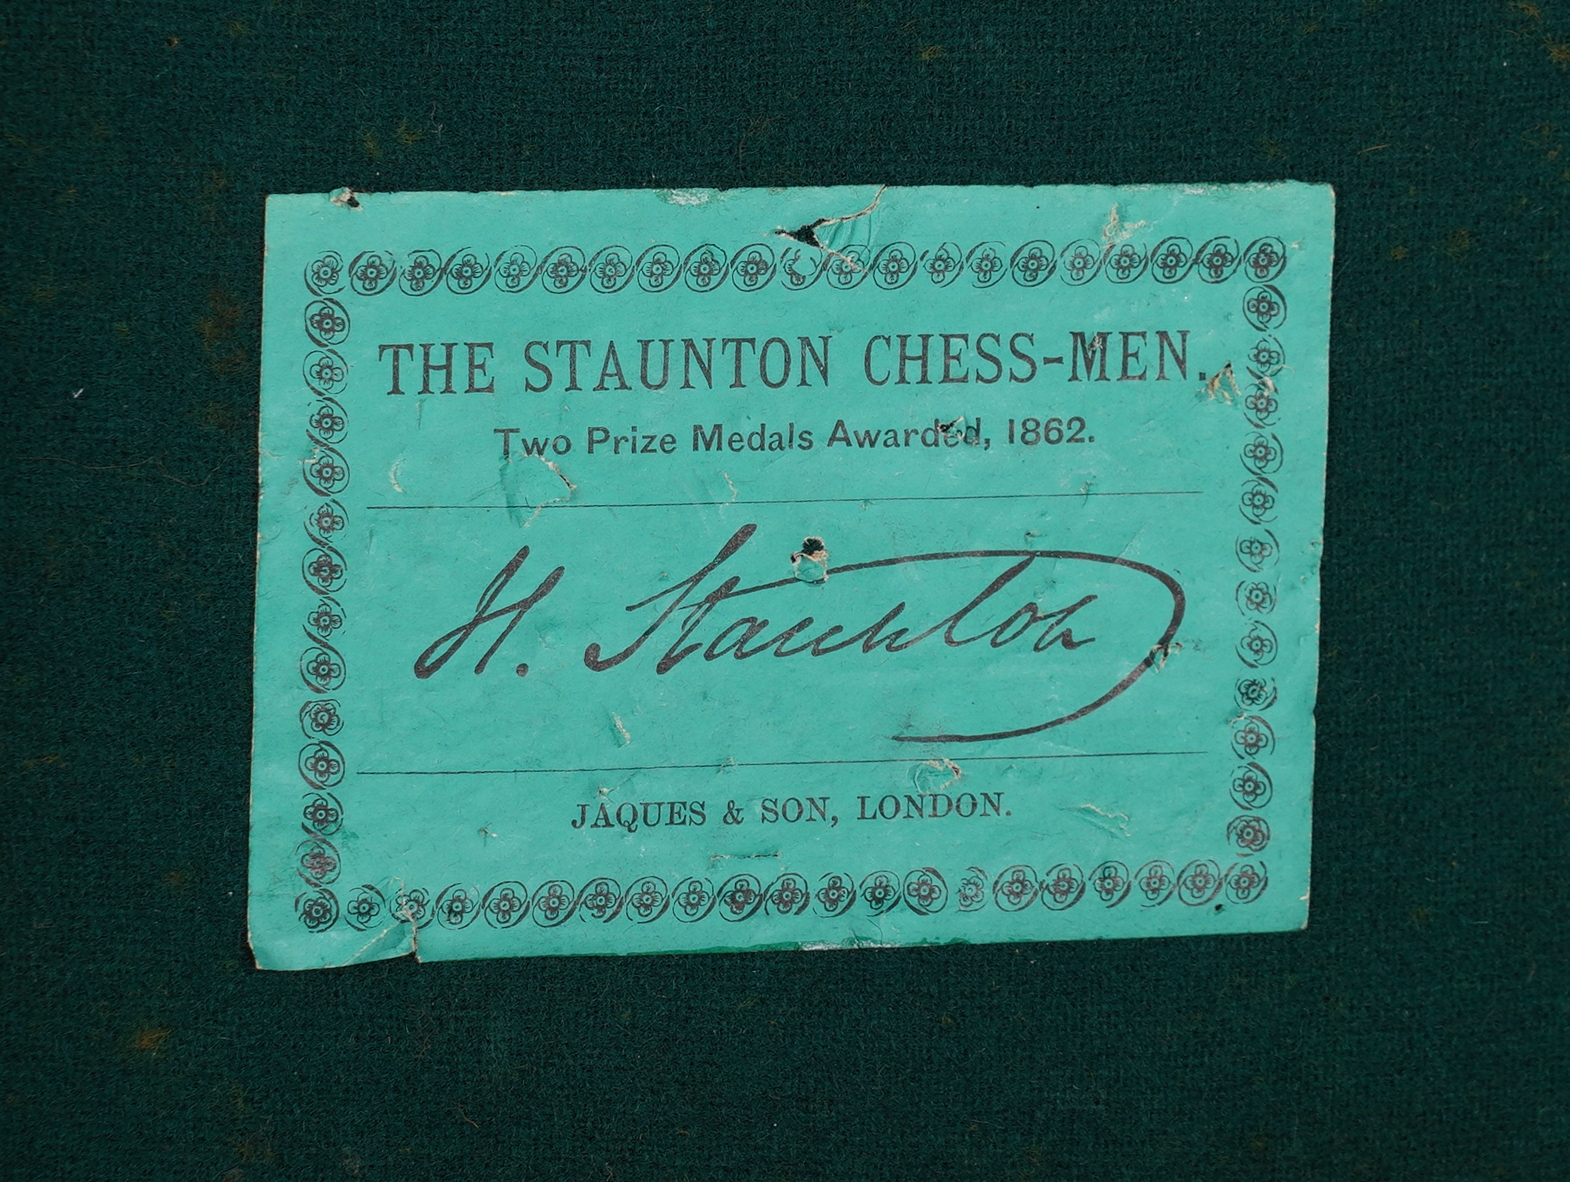 THE STAUNTON CHESS-MEN.
Two Prize Medals Awarded, 1862.
H. Staunton
JAQUES & SON, LONDON.